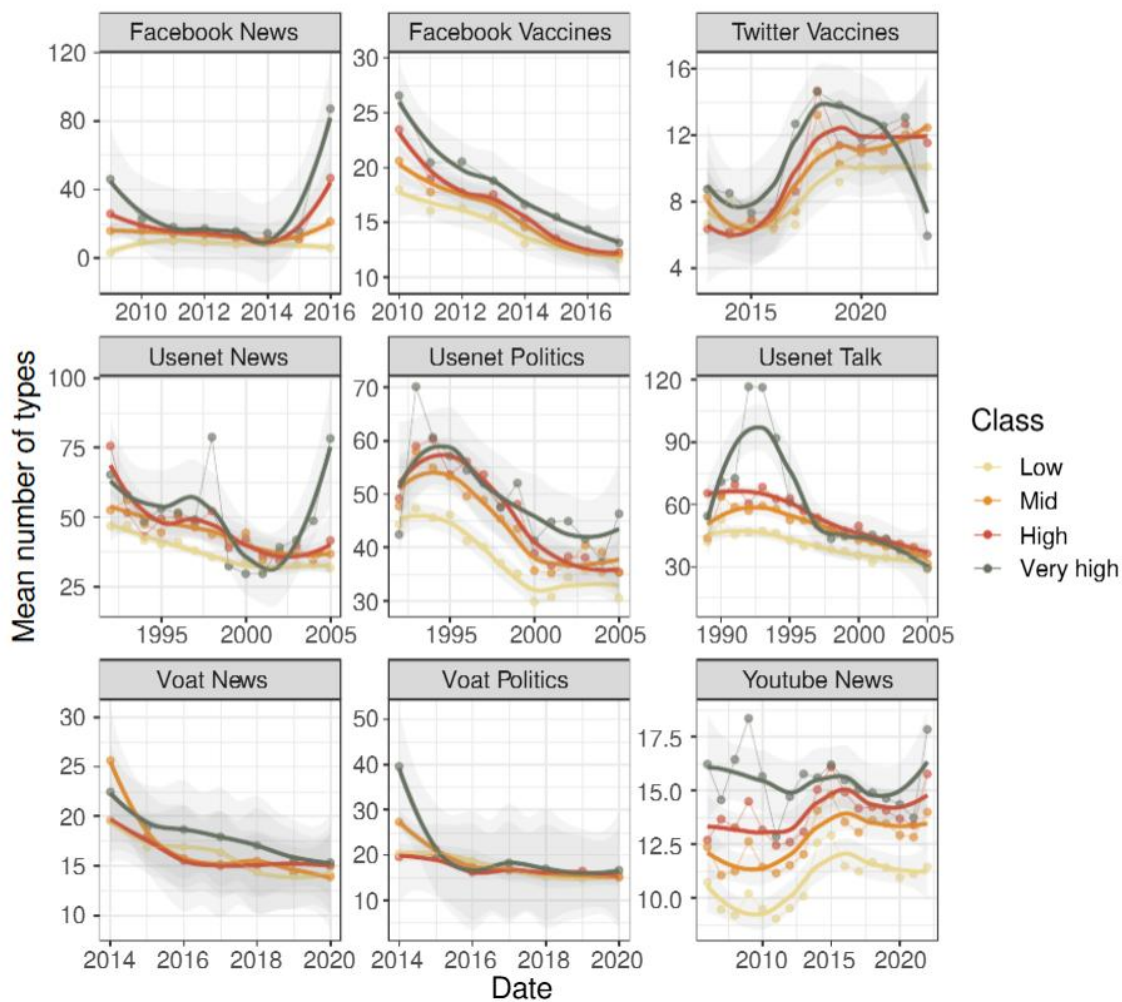 Facebook News
Facebook Vaccines
Twitter Vaccines
120
80
40
0
30
25
20
15
10
16
12
8
4
2010 2012 2014 2016
2010 2012 2014 2016
2015 2020
Mean number of types
Usenet News
Usenet Politics
Usenet Talk
100
75
50
25
70
60
50
40
30
120
90
60
30
1995 2000 2005
1995 2000 2005
1990 1995 2000 2005
Class
Low
Mid
High
Very high
Voat News
Voat Politics
Youtube News
30
25
20
15
10
50
40
30
20
10
17.5
15.0
12.5
10.0
2014 2016 2018 2020
2014 2016 2018 2020
2010 2015 2020
Date